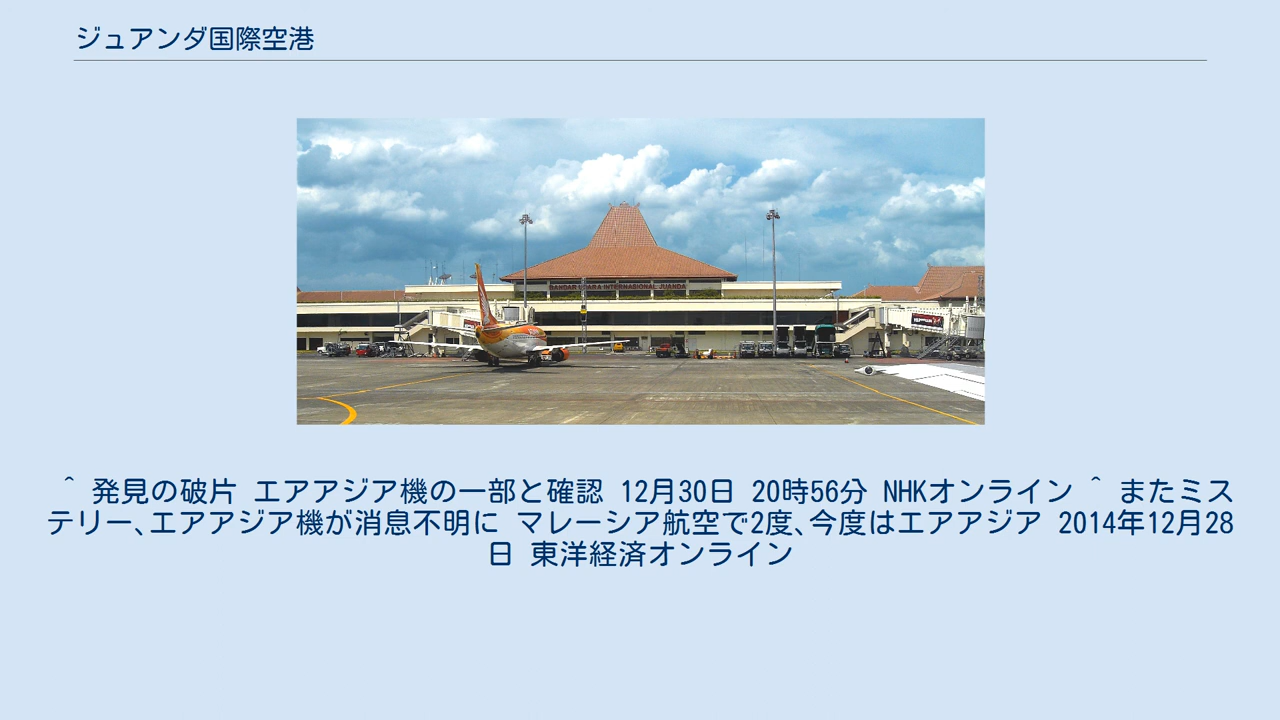 ジュアンダ国際空港
BANDAR UDARA INTERNASIONAL JUANDA
^ 発見の破片 エアアジア機の一部と確認 12月30日 20時56分 NHKオンライン ^ またミス
テリー、エアアジア機が消息不明に マレーシア航空で2度、今度はエアアジア 2014年12月28
日 東洋経済オンライン